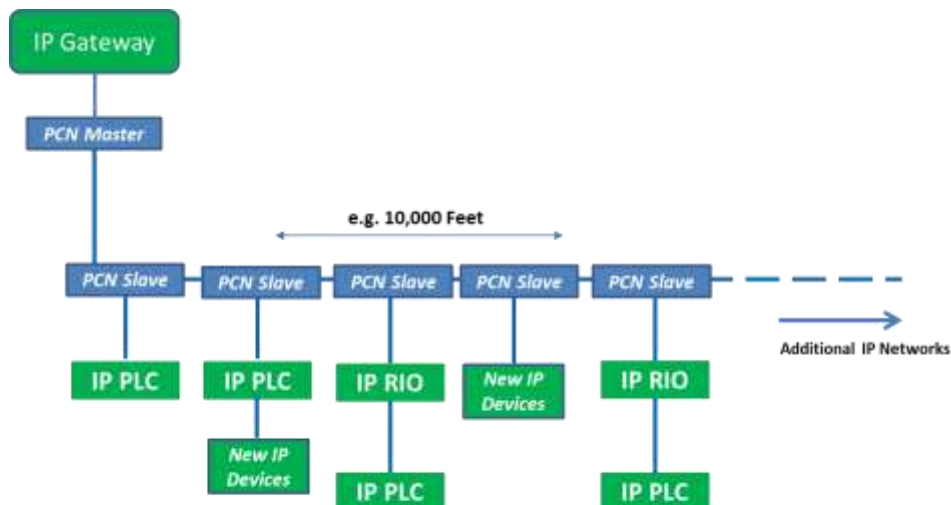 IP Gateway
PCN Master
e.g. 10,000 Feet
PCN Slave
PCN Slave
PCN Slave
PCN Slave
PCN Slave
Additional IP Networks
IP PLC
IP PLC
IP RIO
New IP
Devices
IP RIO
New IP
Devices
IP PLC
IP PLC